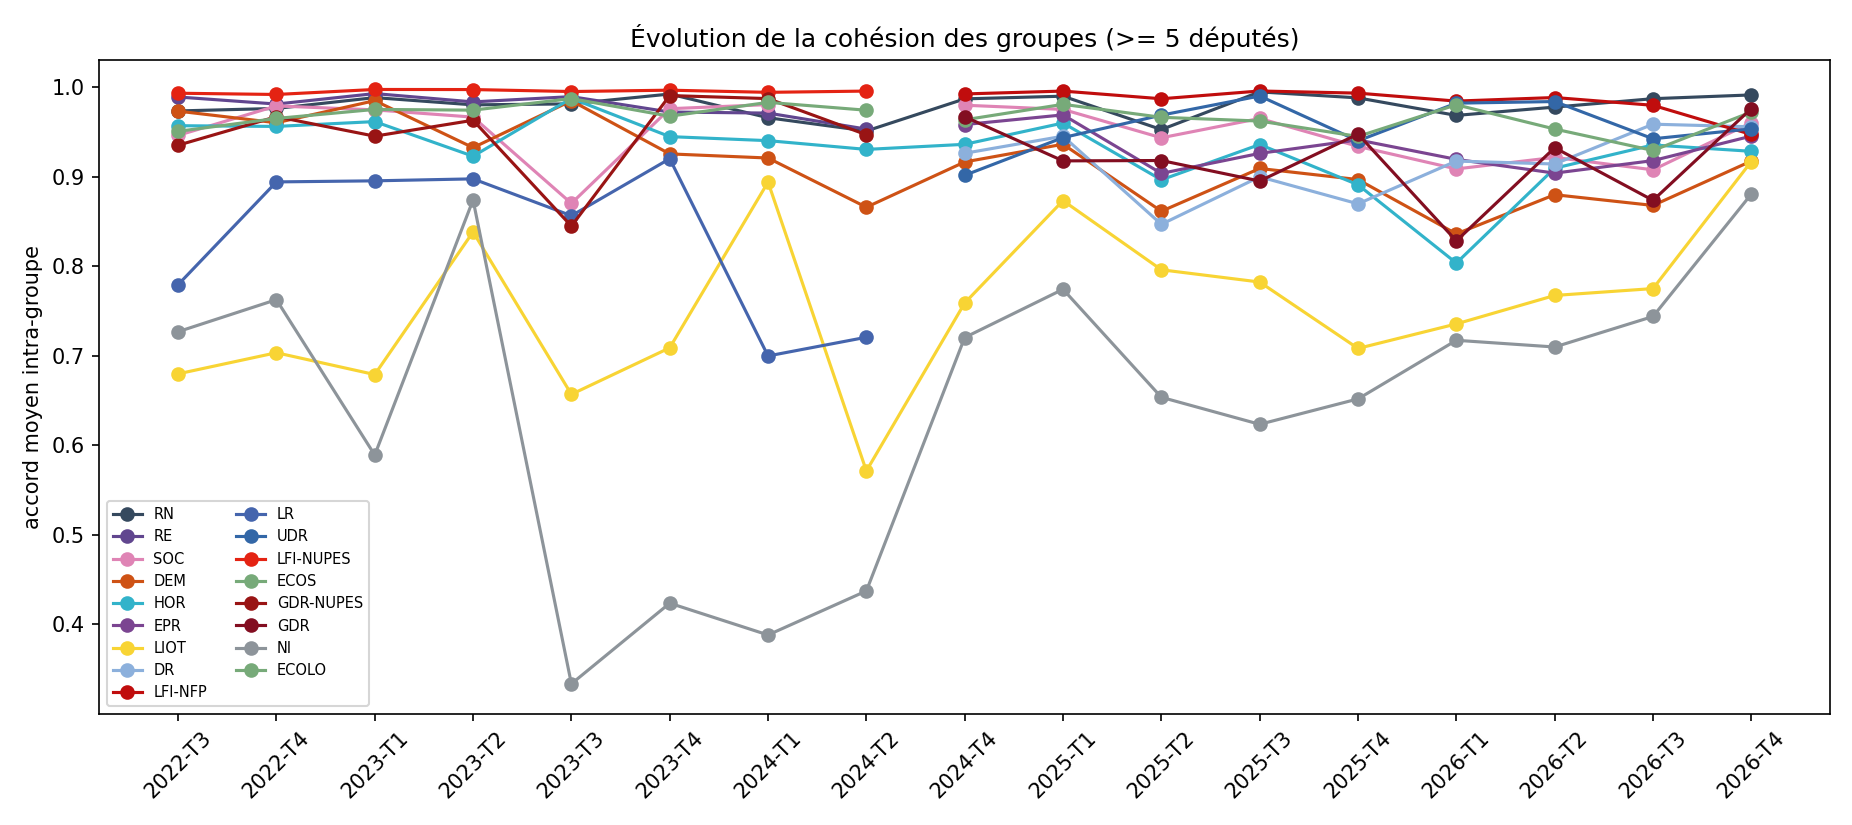 Évolution de la cohésion des groupes (>= 5 députés)
accord moyen intra-groupe
1.0
0.9
0.8
0.7
0.6
0.5
0.4
RN
RE
SOC
DEM
HOR
EPR
LIOT
DR
LFI-NFP
LR
UDR
LFI-NUPES
ECOS
GDR-NUPES
GDR
NI
ECOLO
2022-T3
2022-T4
2023-T1
2023-T2
2023-T3
2023-T4
2024-T1
2024-T2
2024-T4
2025-T1
2025-T2
2025-T3
2025-T4
2026-T1
2026-T2
2026-T3
2026-T4